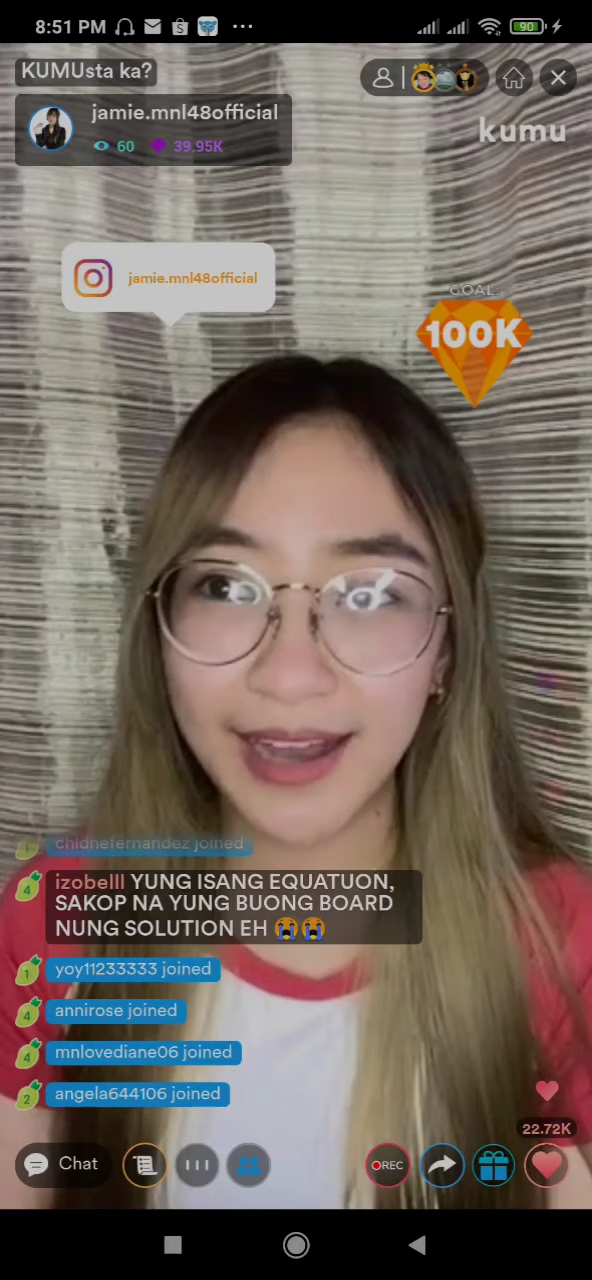 8:51 PM
90
KUMUsta ka?
jamie.mnl48official
60 39.95K
kumu
jamie.mnl48official
GOAL:
100K
chidnefernandez joined
izobelll YUNG ISANG EQUATUON,
SAKOP NA YUNG BUONG BOARD
NUNG SOLUTION EH 😭😭
yoy11233333 joined
annirose joined
mnlovediane06 joined
angela644106 joined
22.72K
Chat
REC